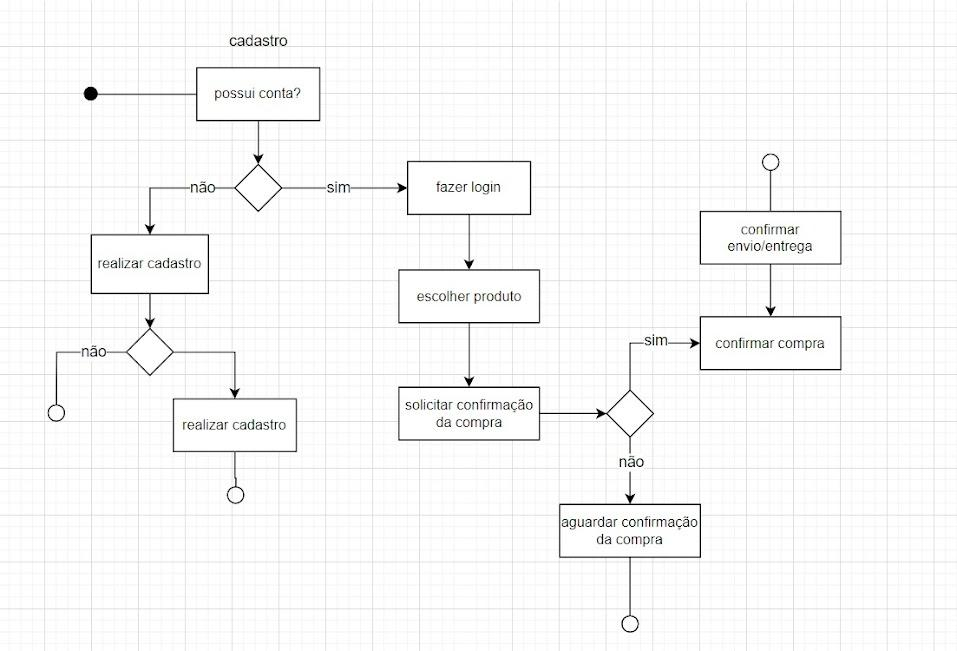 cadastro
possui conta?
não
sim
fazer login
realizar cadastro
confirmar
envio/entrega
escolher produto
sim
confirmar compra
não
solicitar confirmação
da compra
realizar cadastro
não
aguardar confirmação
da compra